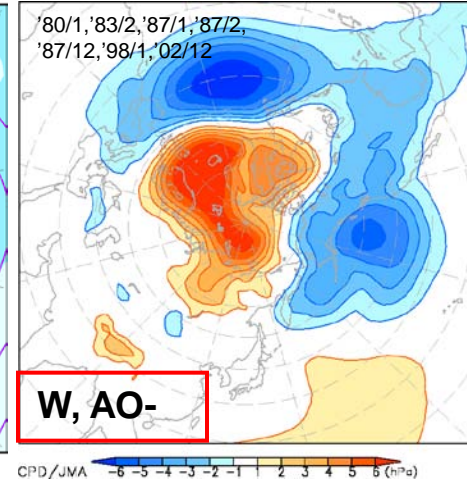 '80/1,'83/2,'87/1,'87/2,
'87/12,'98/1,'02/12
W, AO-
CPD/JMA -6 -5 -4 -3 -2 -1 1 2 3 4 5 6 (hPa)